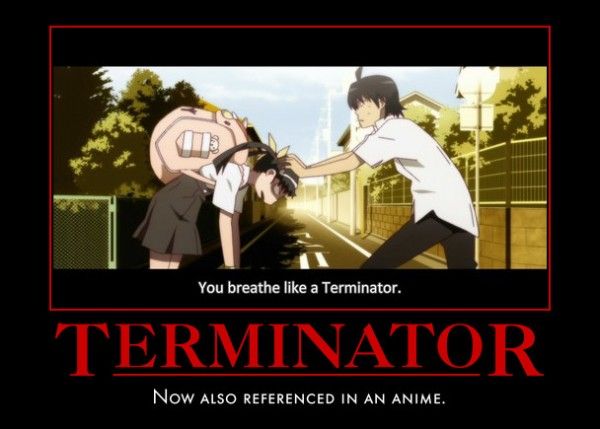 You breathe like a Terminator.
TERMINATOR
NOW ALSO REFERENCED IN AN ANIME.